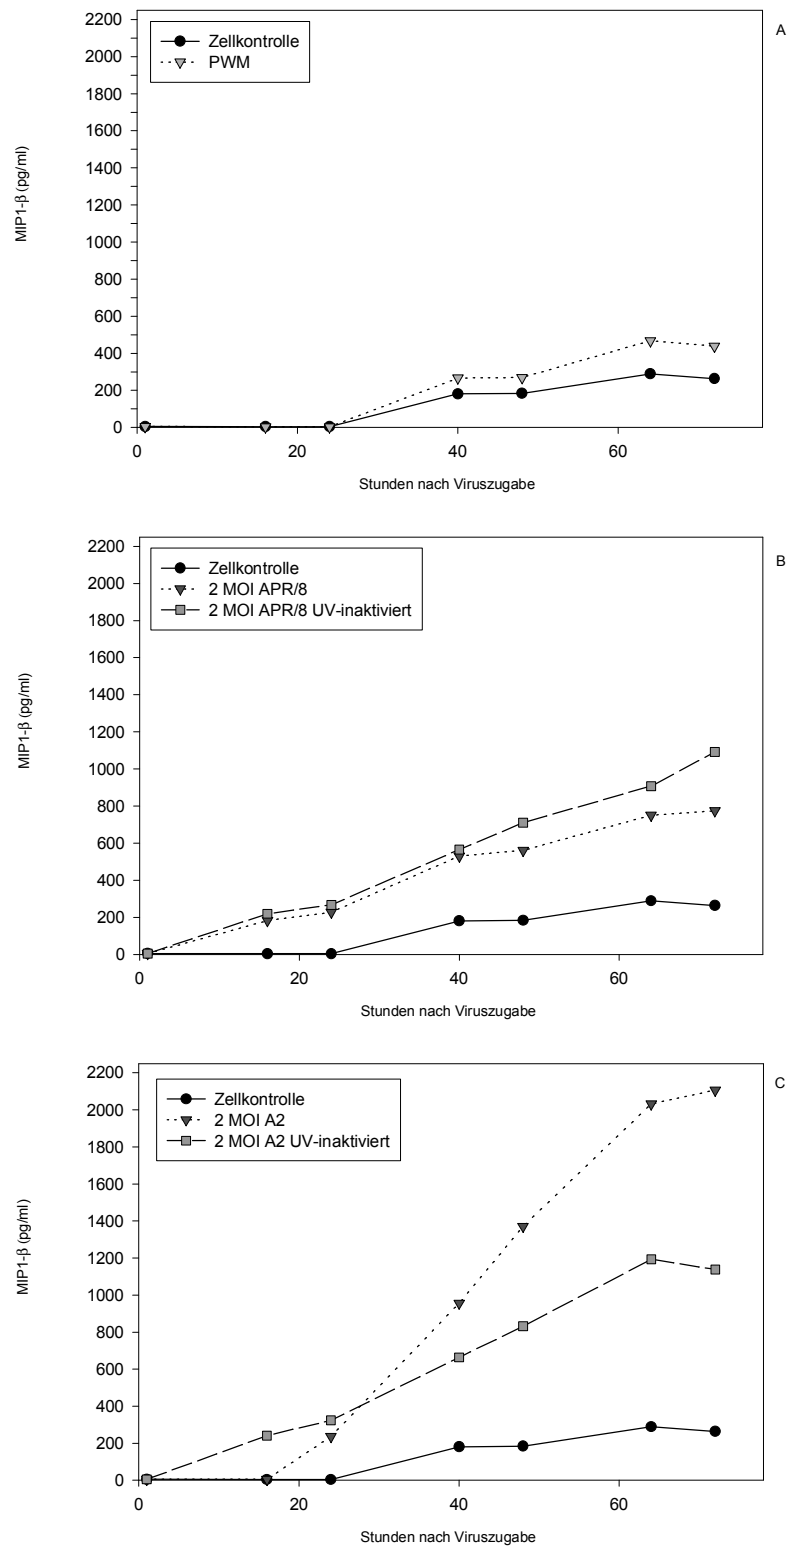 A
Zellkontrolle
PWM
MIP1-β (pg/ml)
2200
2000
1800
1600
1400
1200
1000
800
600
400
200
0
0 20 40 60
Stunden nach Viruszugabe
B
Zellkontrolle
2 MOI APR/8
2 MOI APR/8 UV-inaktiviert
MIP1-β (pg/ml)
2200
2000
1800
1600
1400
1200
1000
800
600
400
200
0
0 20 40 60
Stunden nach Viruszugabe
C
Zellkontrolle
2 MOI A2
2 MOI A2 UV-inaktiviert
MIP1-β (pg/ml)
2200
2000
1800
1600
1400
1200
1000
800
600
400
200
0
0 20 40 60
Stunden nach Viruszugabe